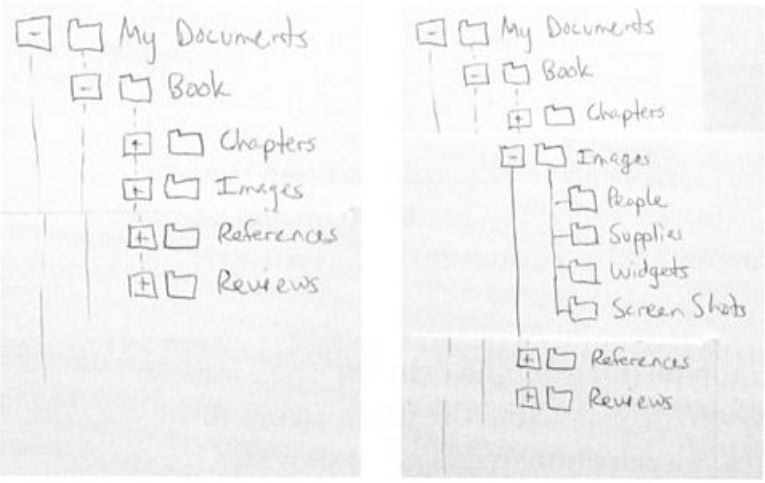 My Documents
Book
Chapters
Images
References
Reviews
My Documents
Book
Chapters
Images
People
Supplies
Widgets
Screen Shots
References
Reviews